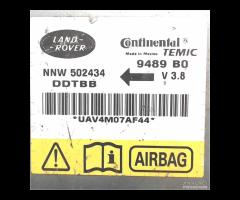 LAND-
ROVER
Continental
Made in Mexico TEMIC
NNW 502434
9489 B0
DDTBB
V 3.8
*UAV4M07AF44*
AIRBAG